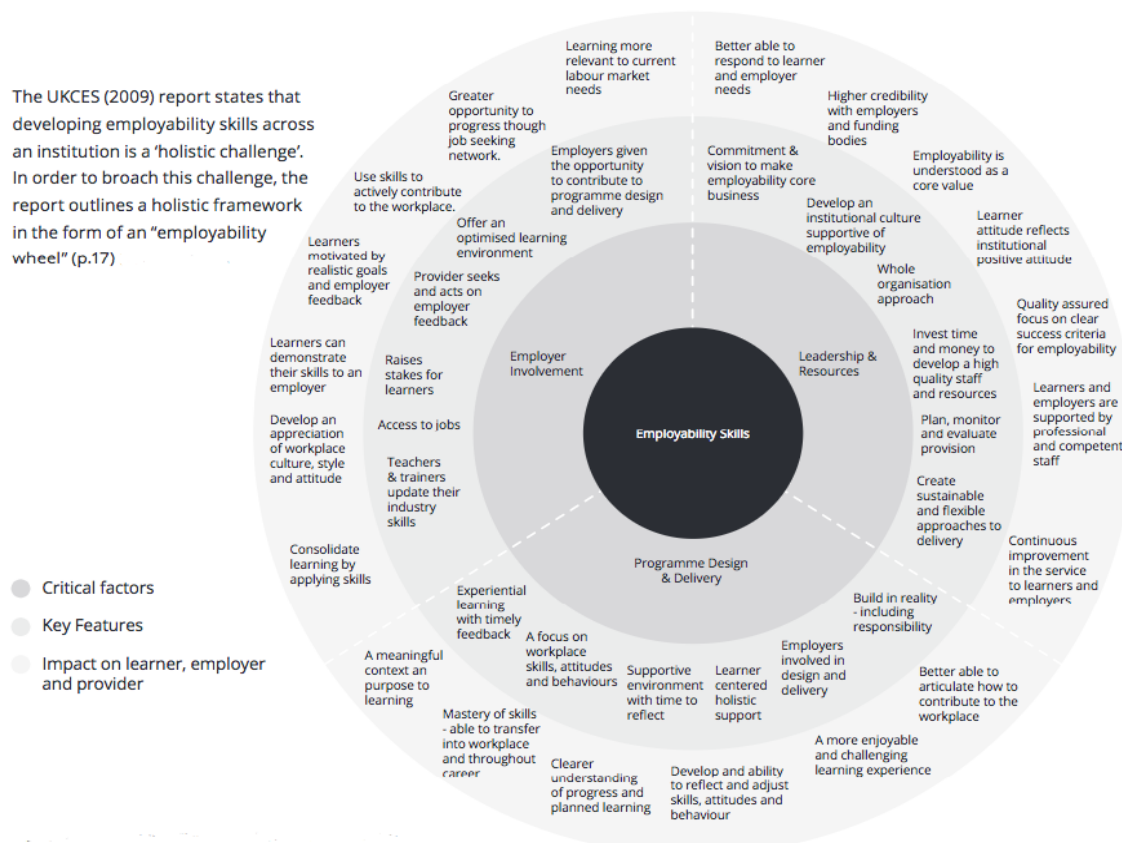 The UKCES (2009) report states that
developing employability skills across
an institution is a ‘holistic challenge’.
In order to broach this challenge, the
report outlines a holistic framework
in the form of an “employability
wheel” (p.17)
Critical factors
Key Features
Impact on learner, employer
and provider
Employability Skills
Employer
Involvement
Leadership &
Resources
Programme Design
& Delivery
Learning more
relevant to current
labour market
needs
Greater
opportunity to
progress though
job seeking
network.
Use skills to
actively contribute
to the workplace.
Learners
motivated by
realistic goals
and employer
feedback
Learners can
demonstrate
their skills to an
employer
Develop an
appreciation
of workplace
culture, style
and attitude
Consolidate
learning by
applying skills
Employers given
the opportunity
to contribute to
programme design
and delivery
Offer an
optimised learning
environment
Provider seeks
and acts on
employer
feedback
Raises
stakes for
learners
Access to jobs
Teachers
& trainers
update their
industry
skills
Better able to
respond to learner
and employer
needs
Higher credibility
with employers
and funding
bodies
Employability is
understood as a
core value
Learner
attitude reflects
institutional
positive attitude
Quality assured
focus on clear
success criteria
for employability
Learners and
employers are
supported by
professional
and competent
staff
Continuous
improvement
in the service
to learners and
employers
Commitment &
vision to make
employability core
business
Develop an
institutional culture
supportive of
employability
Whole
organisation
approach
Invest time
and money to
develop a high
quality staff
and resources
Plan, monitor
and evaluate
provision
Create
sustainable
and flexible
approaches to
delivery
Experiential
learning
with timely
feedback
A focus on
workplace
skills, attitudes
and behaviours
Supportive
environment
with time to
reflect
Learner
centered
holistic
support
Employers
involved in
design and
delivery
Build in reality
- including
responsibility
A meaningful
context an
purpose to
learning
Mastery of skills
- able to transfer
into workplace
and throughout
career
Clearer
understanding
of progress and
planned learning
Develop and ability
to reflect and adjust
skills, attitudes and
behaviour
A more enjoyable
and challenging
learning experience
Better able to
articulate how to
contribute to the
workplace